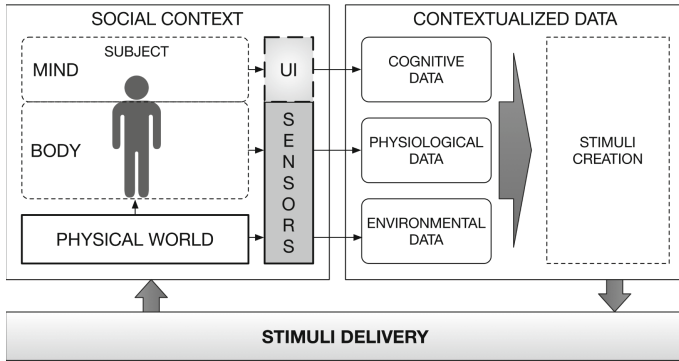 SOCIAL CONTEXT
SUBJECT
MIND
BODY
PHYSICAL WORLD
UI
S
E
N
S
O
R
S
CONTEXTUALIZED DATA
COGNITIVE
DATA
PHYSIOLOGICAL
DATA
ENVIRONMENTAL
DATA
STIMULI
CREATION
STIMULI DELIVERY